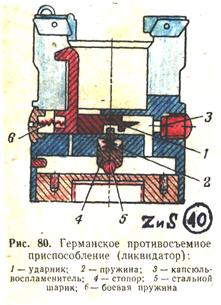 6
3
1
2
4
5
ZnS 10
Рис. 80. Германское противосъемное
приспособление (ликвидатор):
1 — ударник; 2 — пружина; 3 — капсюль-
воспламенитель; 4 — стопор; 5 — стальной
шарик; 6 — боевая пружина